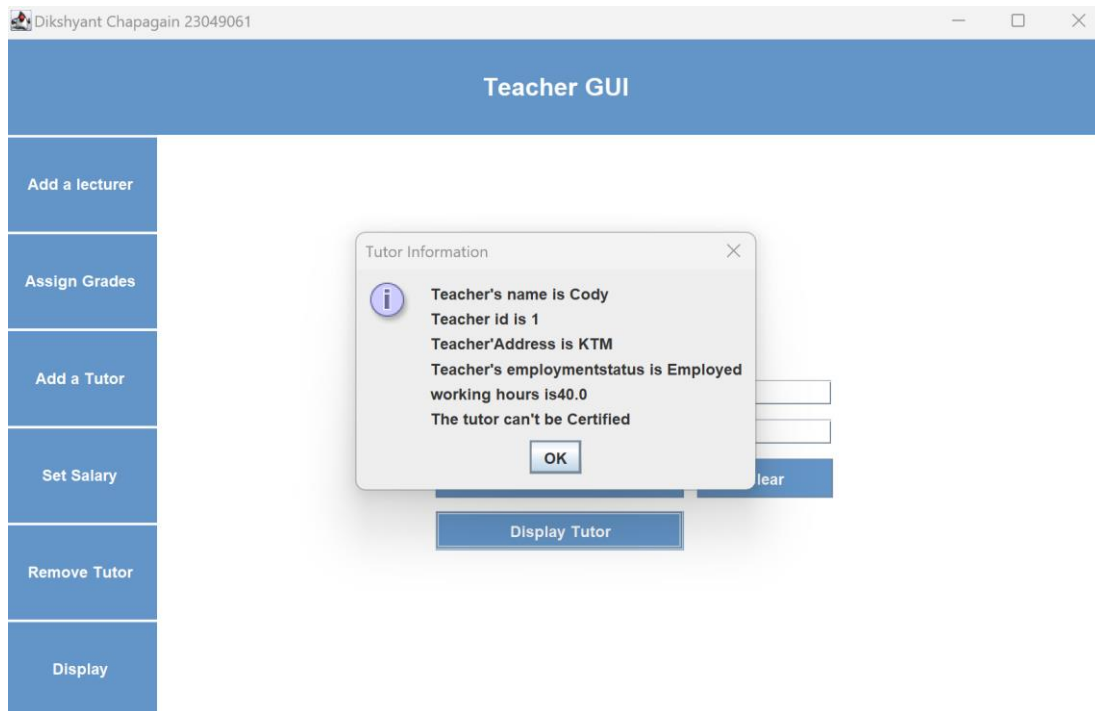 Dikshyant Chapagain 23049061
Teacher GUI
Add a lecturer
Assign Grades
Add a Tutor
Set Salary
Remove Tutor
Display
Tutor Information
i
Teacher's name is Cody
Teacher id is 1
Teacher'Address is KTM
Teacher's employmentstatus is Employed
working hours is40.0
The tutor can't be Certified
OK
lear
Display Tutor